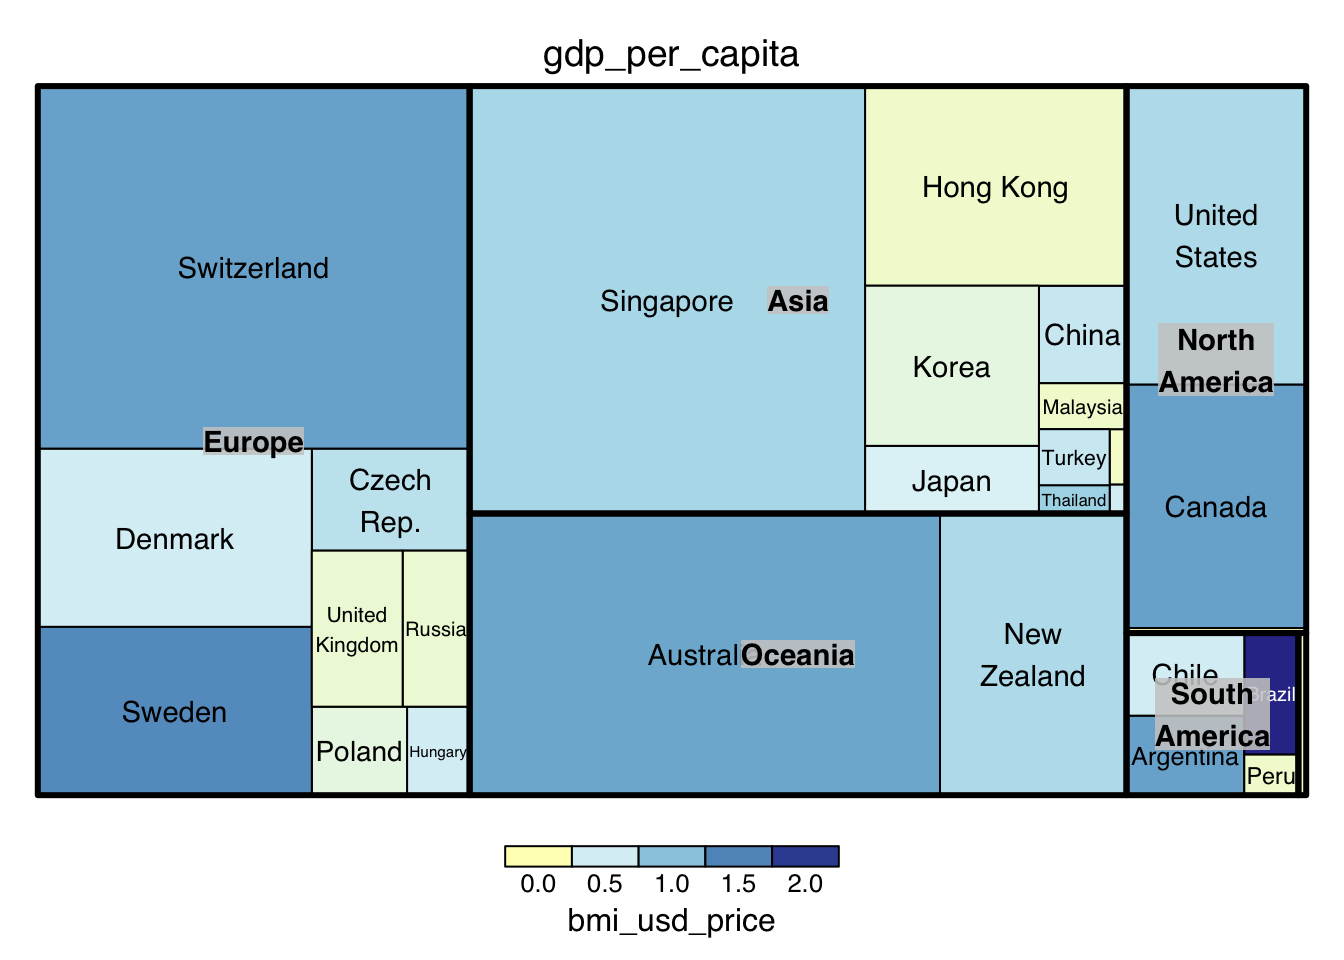 gdp_per_capita
Switzerland
Europe
Denmark
Sweden
Czech
Rep.
United
Kingdom
Russia
Poland
Hungary
Singapore
Asia
Hong Kong
Korea
Japan
China
Malaysia
Turkey
Thailand
Austral
Oceania
New
Zealand
United
States
North
America
Canada
Chile
South
America
Brazil
Argentina
Peru
0.0 0.5 1.0 1.5 2.0
bmi_usd_price